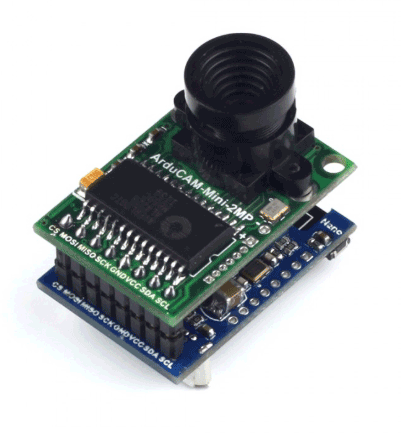 ArduCAM-Mini-2MP
CS MOSI MISO SCK GND VCC SDA SCL
Nano
CS MOSI MISO SCK GND VCC SDA SCL